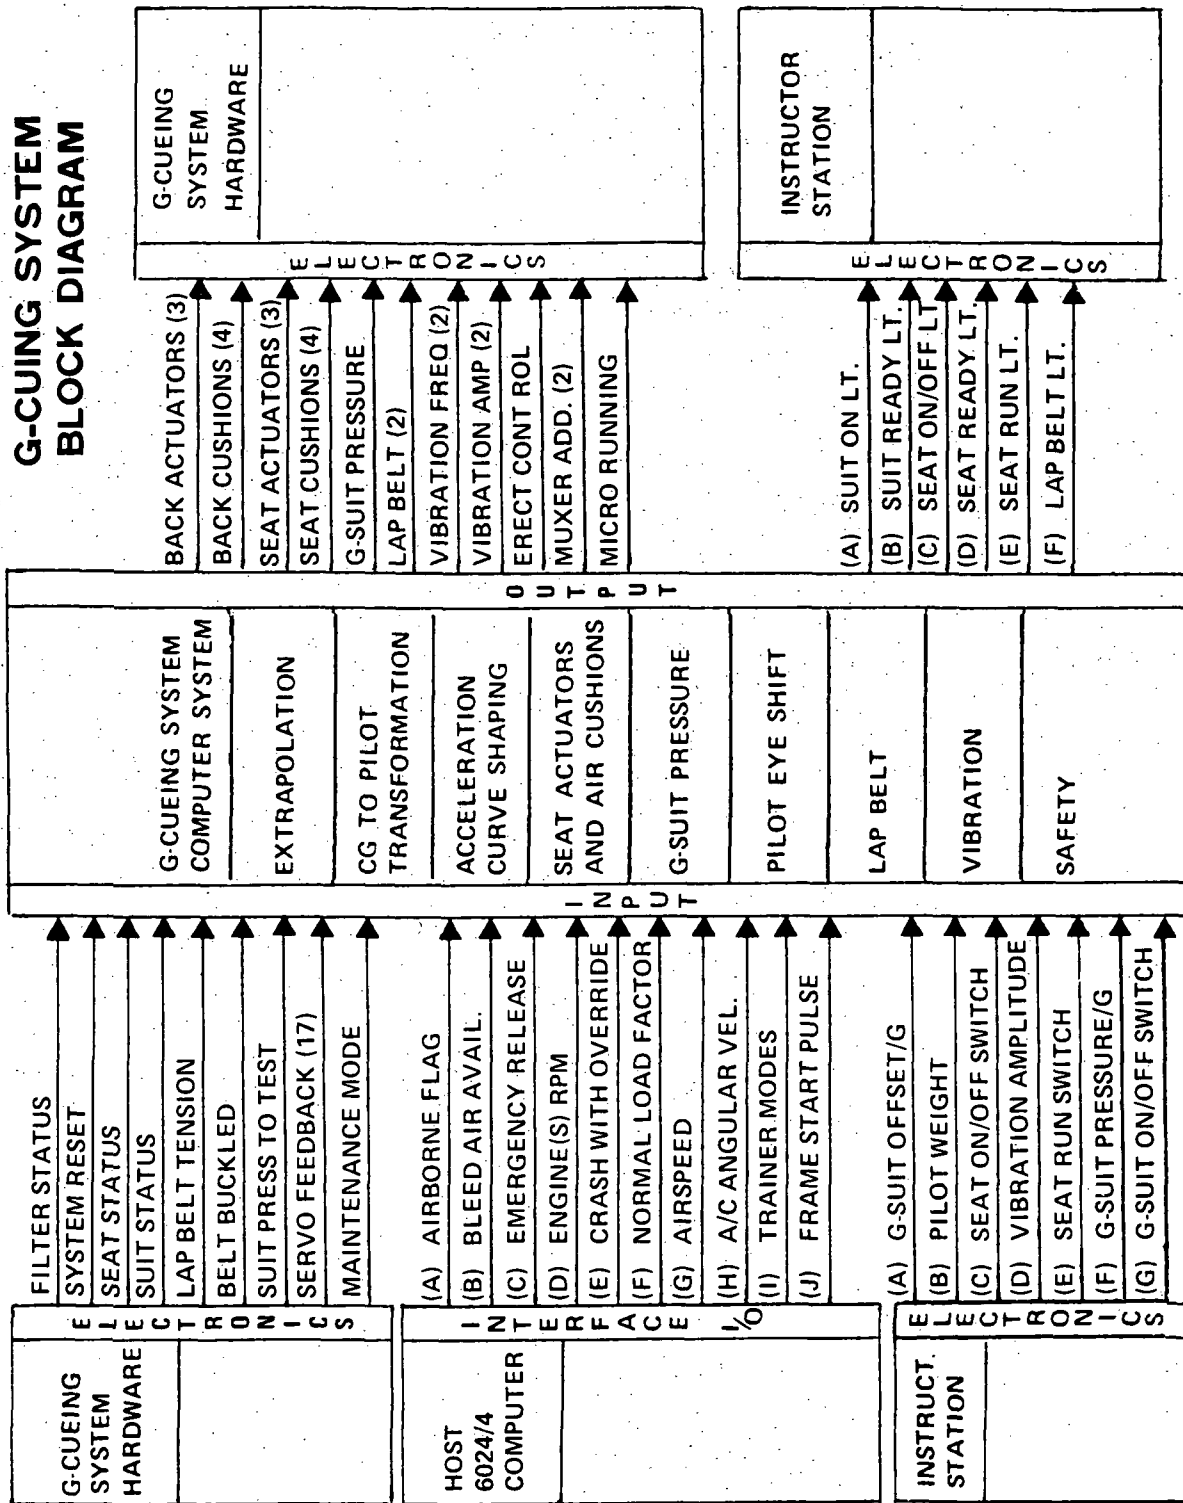 G-CUING SYSTEM
BLOCK DIAGRAM
G-CUEING
SYSTEM
HARDWARE
ELECTRONICS
FILTER STATUS
SYSTEM RESET
SEAT STATUS
SUIT STATUS
LAP BELT TENSION
BELT BUCKLED
SUIT PRESS TO TEST
SERVO FEEDBACK (17)
MAINTENANCE MODE
HOST
6024/4
COMPUTER
INTERFACE I/O
(A) AIRBORNE FLAG
(B) BLEED AIR AVAIL.
(C) EMERGENCY RELEASE
(D) ENGINE(S) RPM
(E) CRASH WITH OVERRIDE
(F) NORMAL LOAD FACTOR
(G) AIRSPEED
(H) A/C ANGULAR VEL.
(I) TRAINER MODES
(J) FRAME START PULSE
INSTRUCT.
STATION
ELECTRONICS
(A) G-SUIT OFFSET/G
(B) PILOT WEIGHT
(C) SEAT ON/OFF SWITCH
(D) VIBRATION AMPLITUDE
(E) SEAT RUN SWITCH
(F) G-SUIT PRESSURE/G
(G) G-SUIT ON/OFF SWITCH
INPUT
G-CUEING SYSTEM
COMPUTER SYSTEM
EXTRAPOLATION
CG TO PILOT
TRANSFORMATION
ACCELERATION
CURVE SHAPING
SEAT ACTUATORS
AND AIR CUSHIONS
G-SUIT PRESSURE
PILOT EYE SHIFT
LAP BELT
VIBRATION
SAFETY
OUTPUT
BACK ACTUATORS (3)
BACK CUSHIONS (4)
SEAT ACTUATORS (3)
SEAT CUSHIONS (4)
G-SUIT PRESSURE
LAP BELT (2)
VIBRATION FREQ (2)
VIBRATION AMP (2)
ERECT CONT ROL
MUXER ADD. (2)
MICRO RUNNING
ELECTRONICS
G-CUEING
SYSTEM
HARDWARE
(A) SUIT ON LT.
(B) SUIT READY LT.
(C) SEAT ON/OFF LT
(D) SEAT READY LT.
(E) SEAT RUN LT.
(F) LAP BELT LT.
ELECTRONICS
INSTRUCTOR
STATION